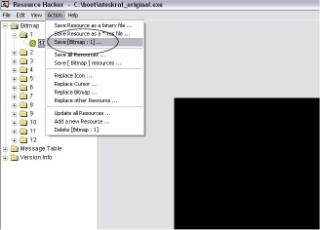 Resource Hacker - C:\boot\ntoskrnl_original.exe
File Edit View Action Help
Bitmap
1
2
3
4
5
6
7
8
9
10
11
12
Message Table
Version Info
Save Resource as a binary file ...
Save Resource as a *.res file ...
Save [Bitmap : 1] ...
Save all Resources ...
Save [ Bitmap ] resources ...
Replace Icon ...
Replace Cursor ...
Replace Bitmap ...
Replace other Resource ...
Update all Resources ...
Add a new Resource ...
Delete [Bitmap : 1]